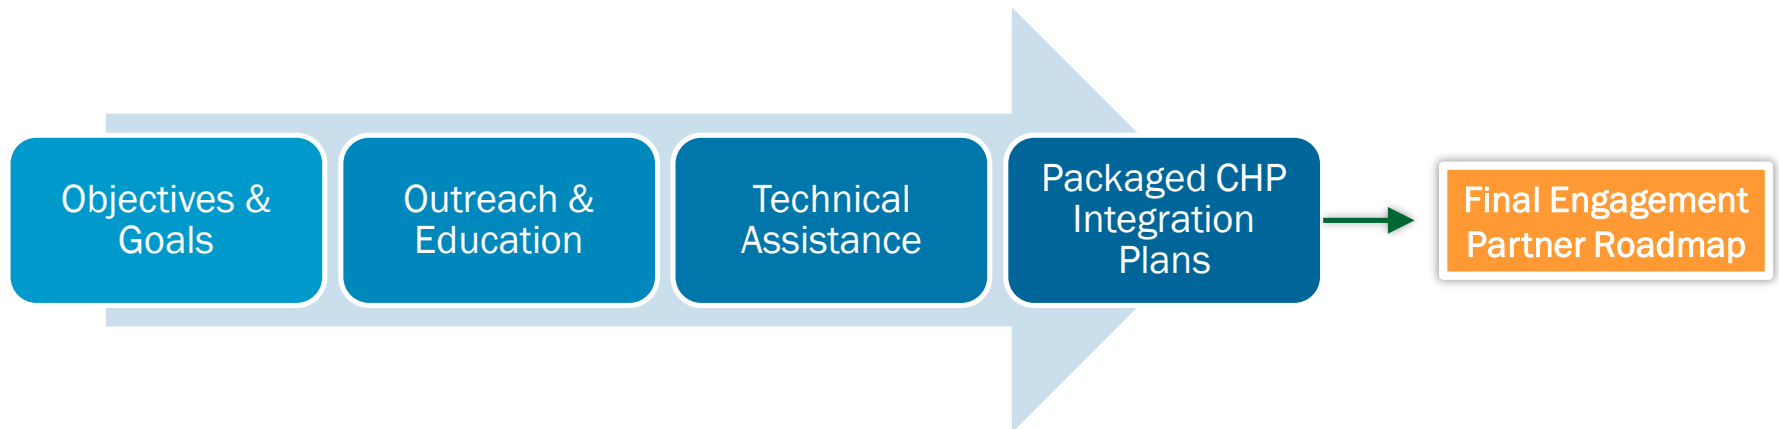 Objectives &
Goals
Outreach &
Education
Technical
Assistance
Packaged CHP
Integration
Plans
Final Engagement
Partner Roadmap